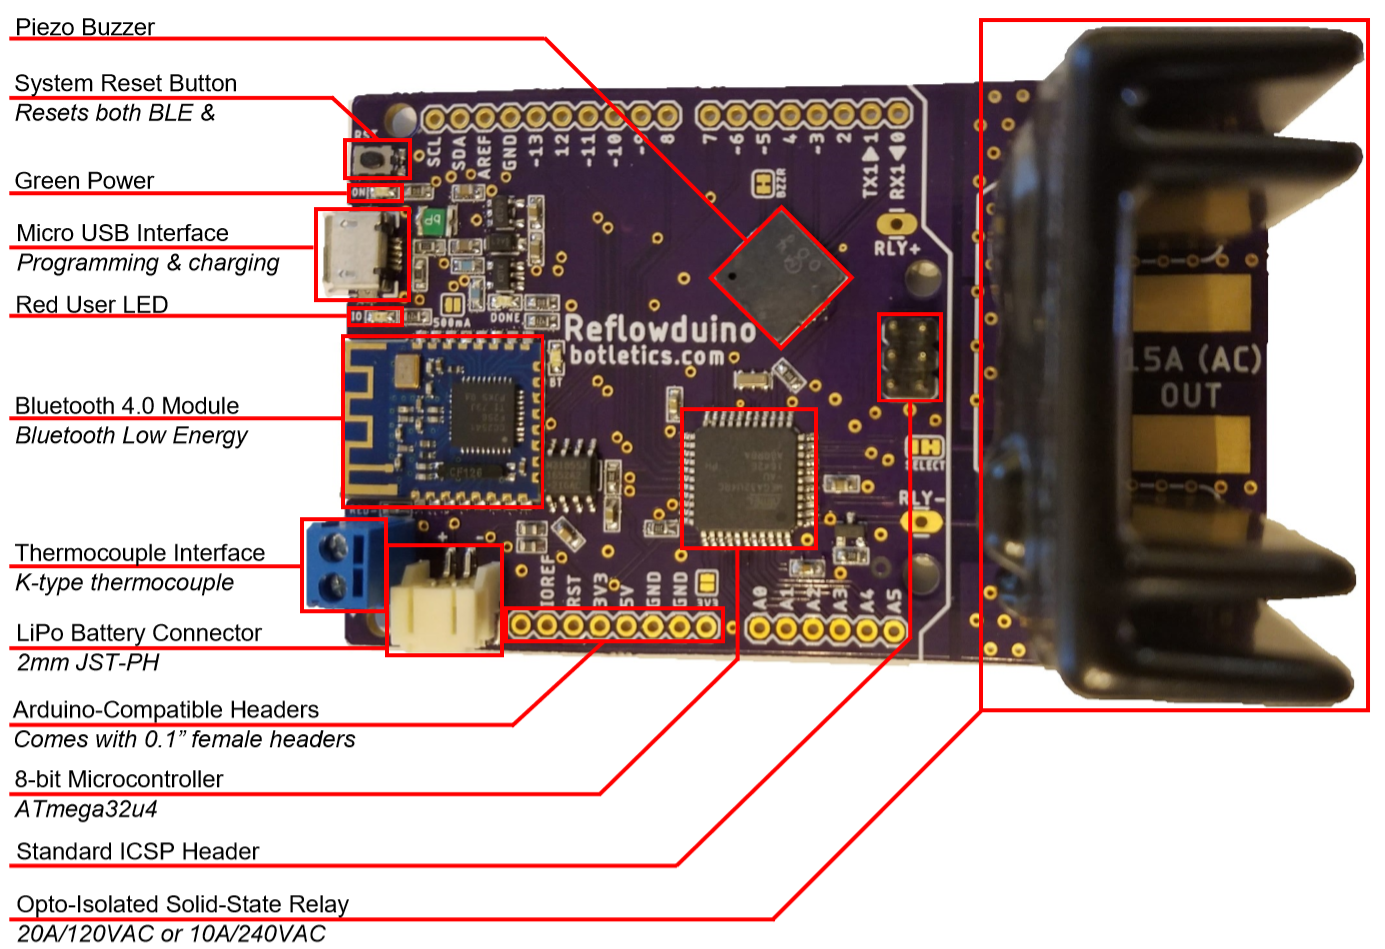 Piezo Buzzer
System Reset Button
Resets both BLE &
Green Power
Micro USB Interface
Programming & charging
Red User LED
Bluetooth 4.0 Module
Bluetooth Low Energy
Thermocouple Interface
K-type thermocouple
LiPo Battery Connector
2mm JST-PH
Arduino-Compatible Headers
Comes with 0.1” female headers
8-bit Microcontroller
ATmega32u4
Standard ICSP Header
Opto-Isolated Solid-State Relay
20A/120VAC or 10A/240VAC
SCL
SDA
AREF
GND
~13
12
~11
~10
~9
8
7
~6
~5
4
~3
2
TX1▶1
RX1◀0
BZZR
RLY+
ON
IO
500mA
DONE
Reflowduino
botletics.com
BT
15A (AC)
OUT
SELECT
RLY-
+ -
IOREF
RST
3V3
5V
GND
GND
A0
A1
A2
A3
A4
A5